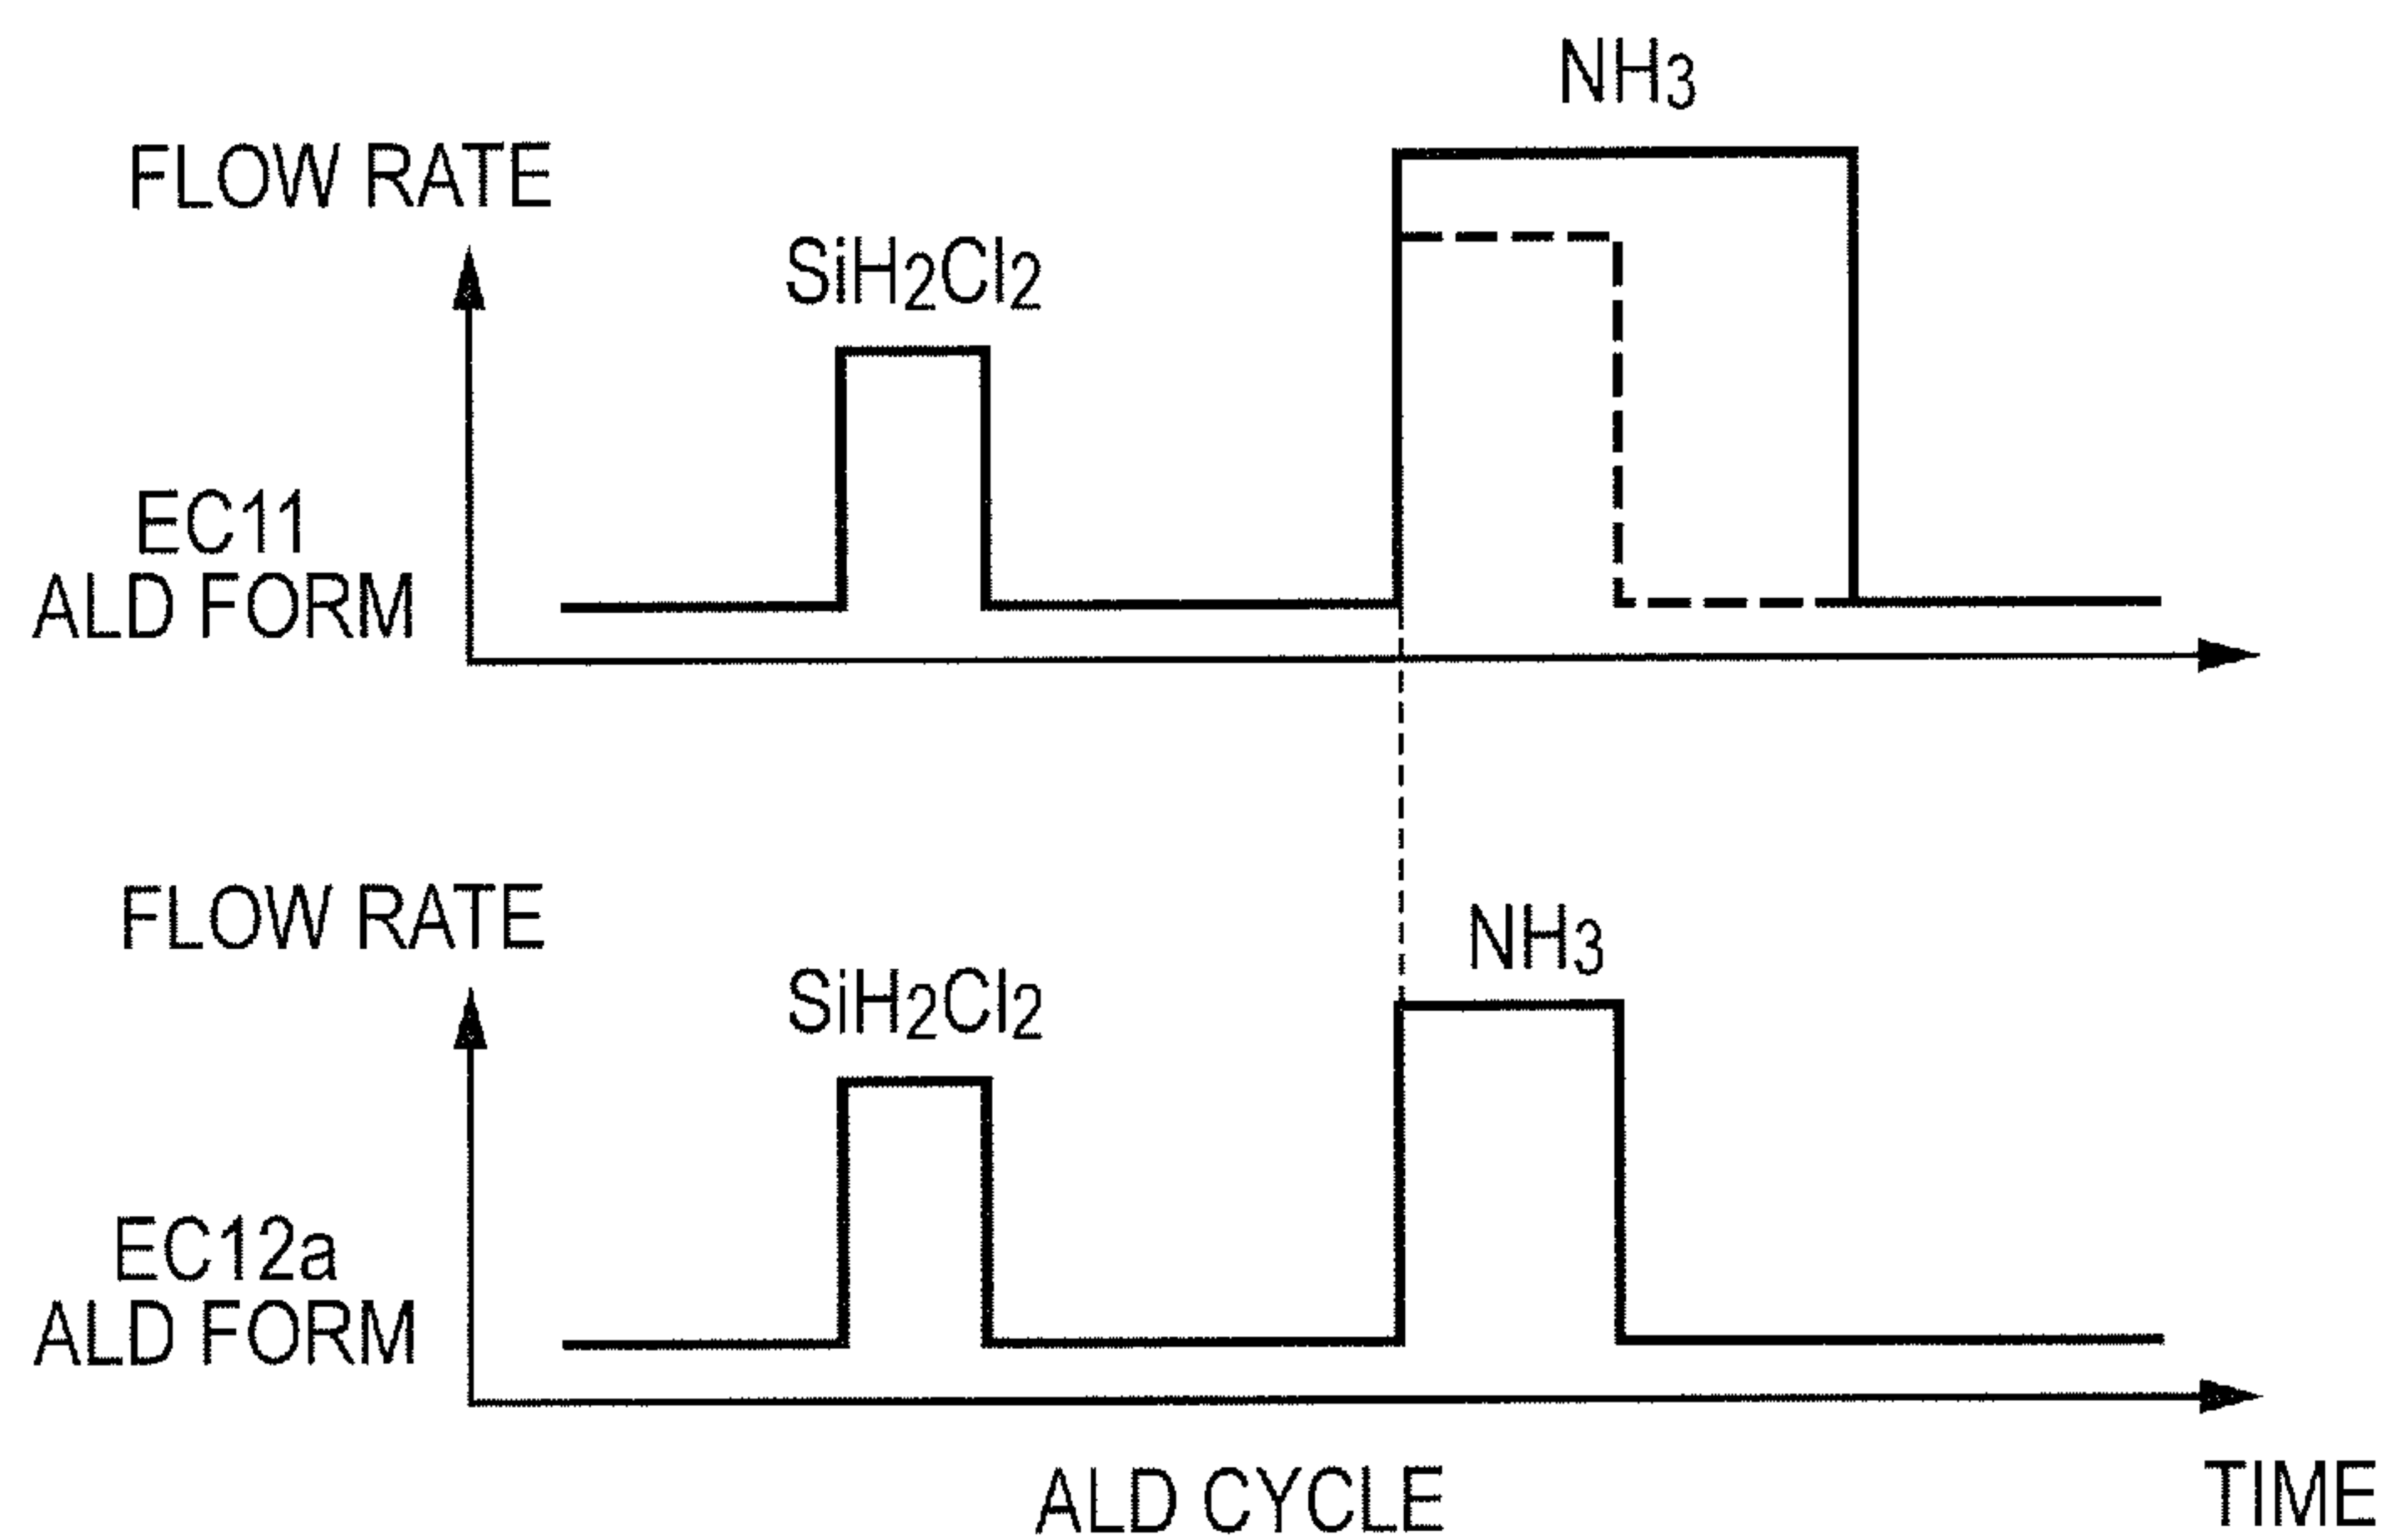 NH3
FLOW RATE
SiH2Cl2
EC11
ALD FORM
FLOW RATE
NH3
SiH2Cl2
EC12a
ALD FORM
ALD CYCLE
TIME